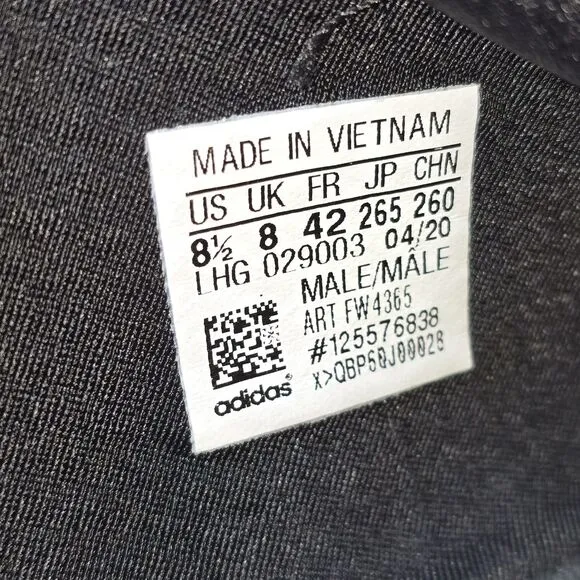 MADE IN VIETNAM
US UK FR JP CHN
8½ 8 42 265 260
LHG 029003 04/20
MALE/MÂLE
ART FW4365
#125576838
X>QBP60J00028
adidas